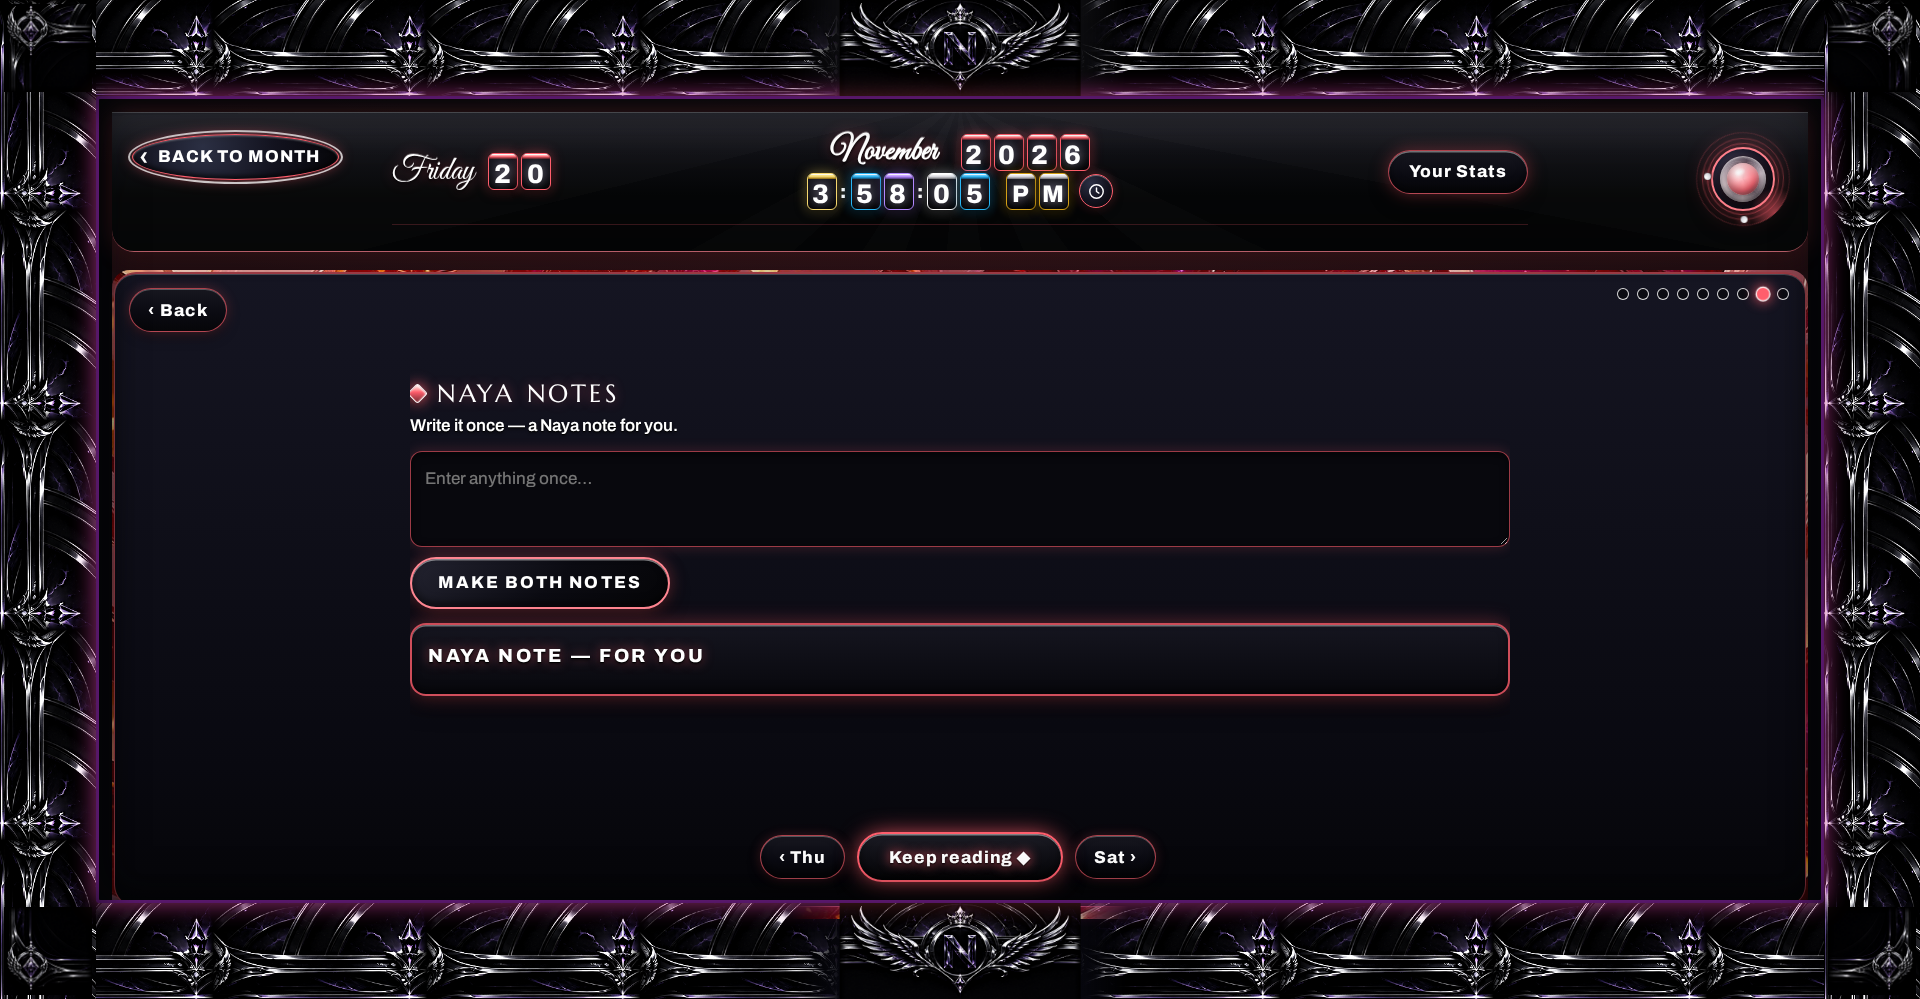 N
‹ BACK TO MONTH
Friday 20
November 2026
3:58:05 PM
Your Stats
‹ Back
NAYA NOTES
Write it once — a Naya note for you.
Enter anything once...
MAKE BOTH NOTES
NAYA NOTE — FOR YOU
‹ Thu
Keep reading ◆
Sat ›
N